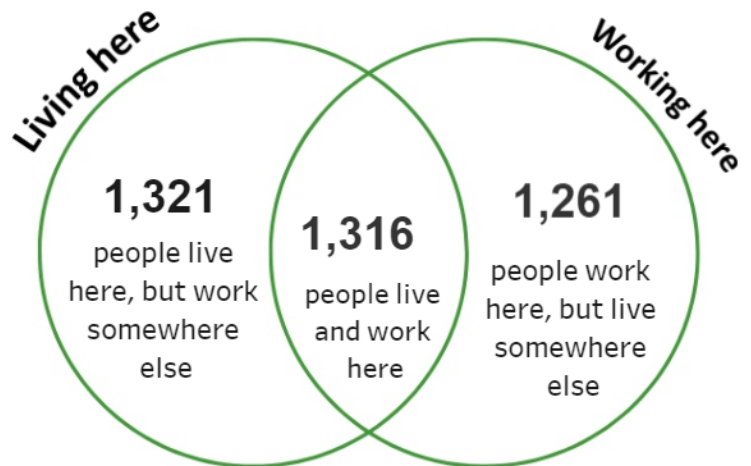 Living here
Working here
1,321
people live
here, but work
somewhere
else
1,316
people live
and work
here
1,261
people work
here, but live
somewhere
else